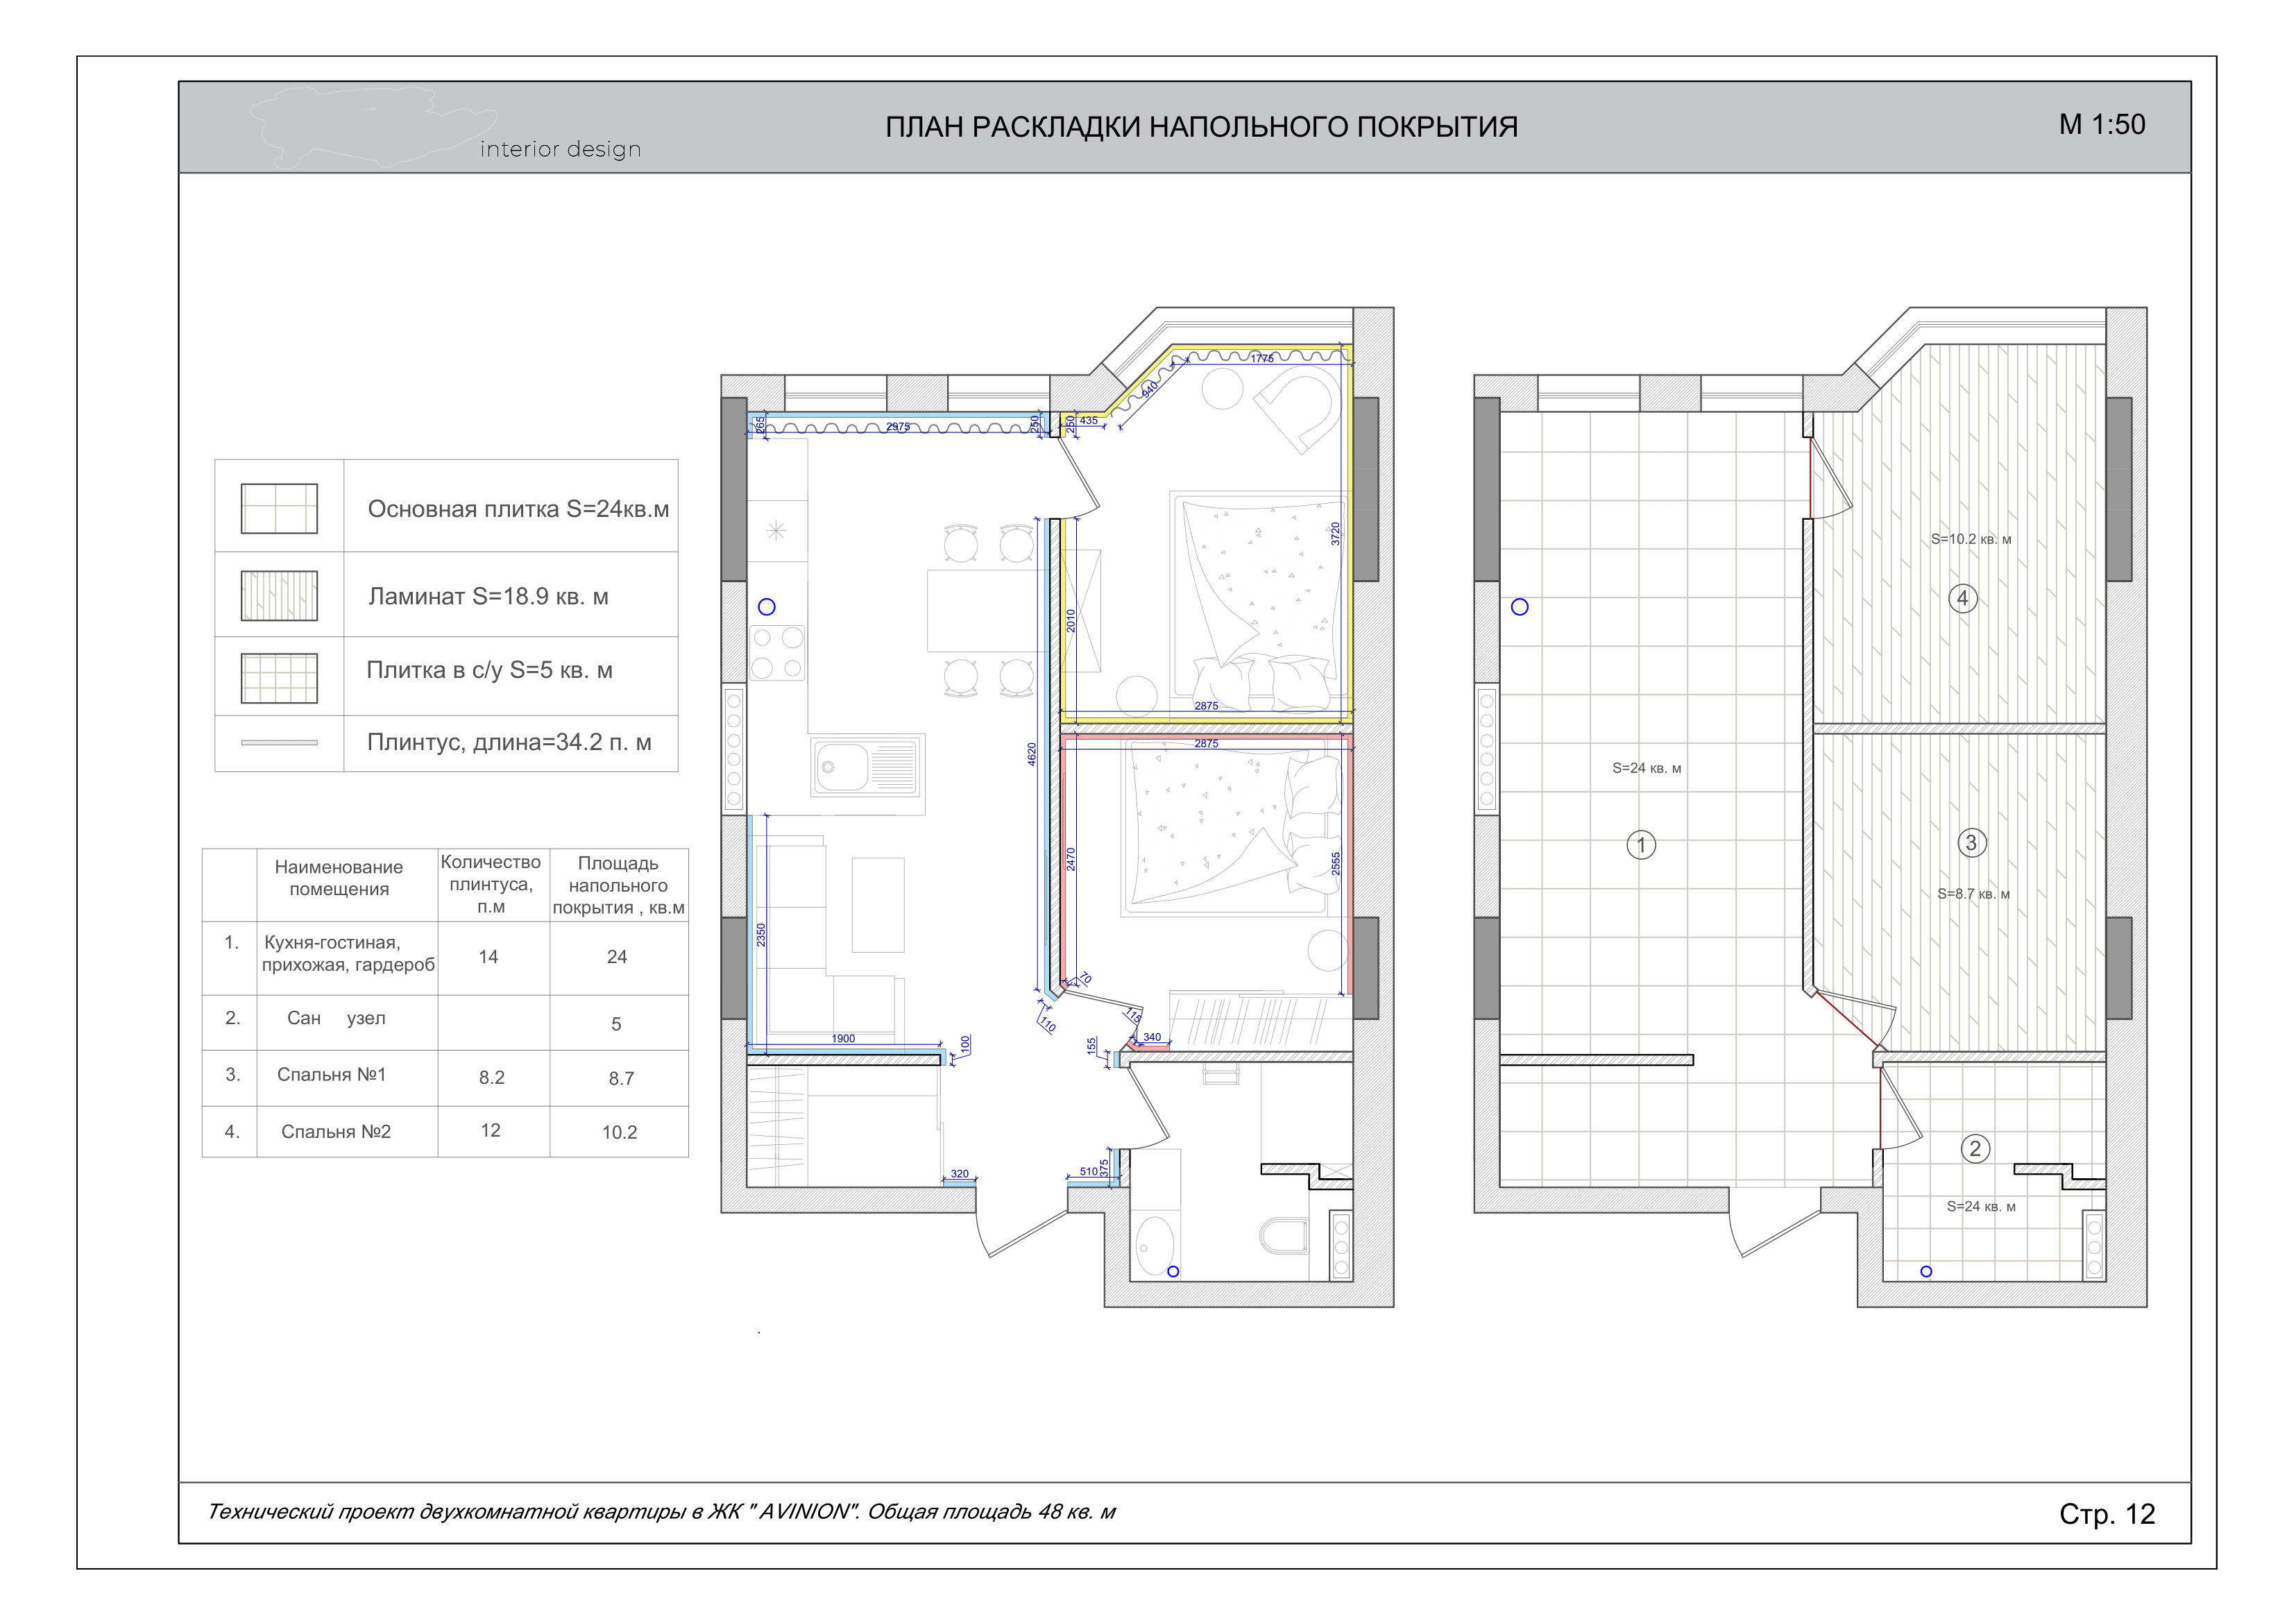 interior design
ПЛАН РАСКЛАДКИ НАПОЛЬНОГО ПОКРЫТИЯ
М 1:50
Основная плитка S=24кв.м
Ламинат S=18.9 кв. м
Плитка в с/у S=5 кв. м
Плинтус, длина=34.2 п. м
Наименование
помещения
Количество
плинтуса,
п.м
Площадь
напольного
покрытия , кв.м
1.
Кухня-гостиная,
прихожая, гардероб
14
24
2.
Сан узел
5
3.
Спальня №1
8.2
8.7
4.
Спальня №2
12
10.2
265
2975
250
250
435
940
1775
3720
2010
2875
4620
2875
2470
2555
2350
70
110
115
340
1900
100
155
320
510
375
S=10.2 кв. м
4
S=24 кв. м
1
3
S=8.7 кв. м
2
S=24 кв. м
Технический проект двухкомнатной квартиры в ЖК " AVINION". Общая площадь 48 кв. м
Стр. 12